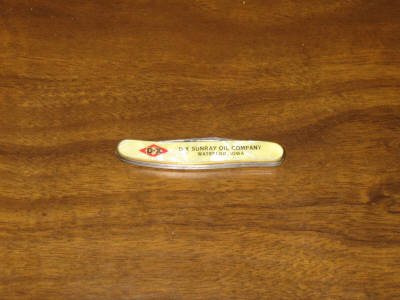 D-X
D-X SUNRAY OIL COMPANY
WATERLOO, IOWA